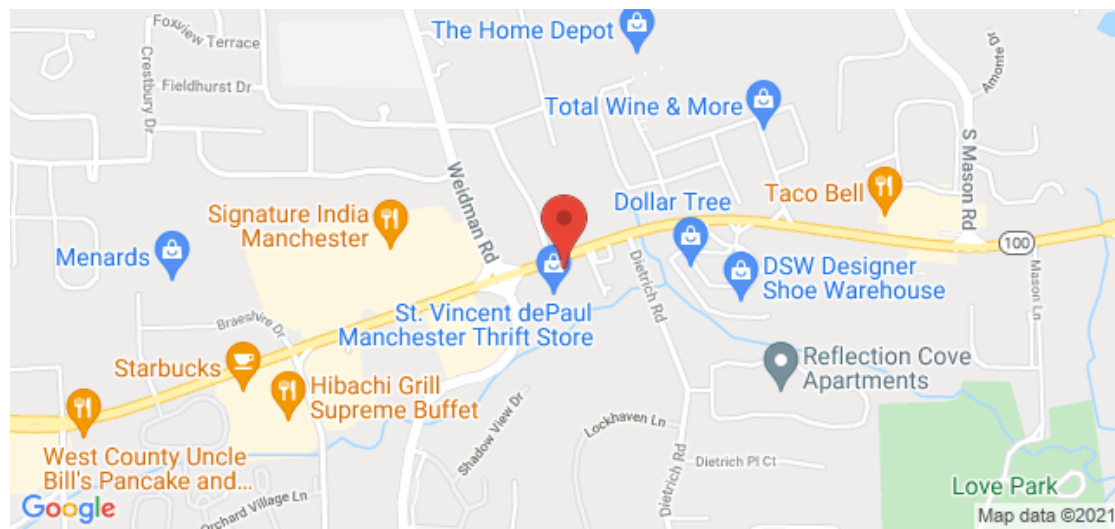 Foxview Terrace
The Home Depot
Crestbury Dr
Fieldhurst Dr
Amonte Dr
Total Wine & More
S Mason Rd
Weidman Rd
Taco Bell
Signature India
Manchester
Dollar Tree
Menards
100
Dietrich Rd
DSW Designer
Shoe Warehouse
Mason Ln
St. Vincent dePaul
Manchester Thrift Store
Braeshire Dr
Starbucks
Reflection Cove
Apartments
Hibachi Grill
Supreme Buffet
Shadow View Dr
Lockhaven Ln
Dietrich Rd
West County Uncle
Bill's Pancake and...
Dietrich Pl Ct
Love Park
Orchard Village Ln
Google
Map data ©2021